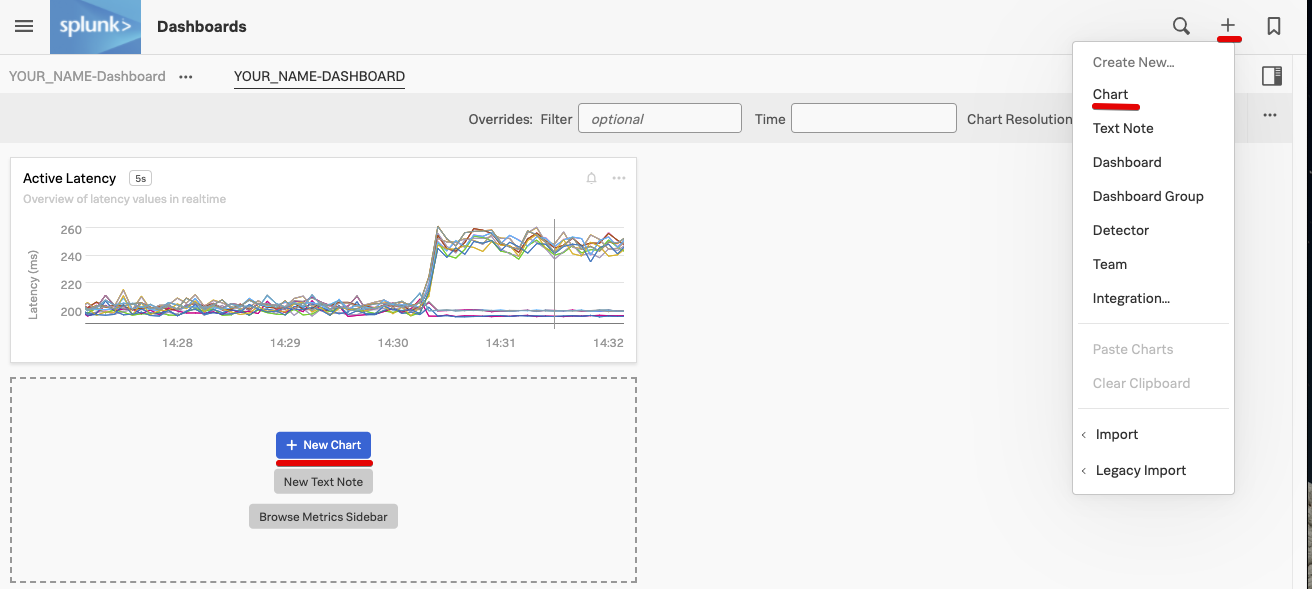 splunk> Dashboards
YOUR_NAME-Dashboard ••• YOUR_NAME-DASHBOARD
Overrides: Filter optional Time Chart Resolution •••
Create New...
Chart
Text Note
Dashboard
Dashboard Group
Detector
Team
Integration...
Paste Charts
Clear Clipboard
‹ Import
‹ Legacy Import
Active Latency 5s •••
Overview of latency values in realtime
Latency (ms)
260
240
220
200
14:28 14:29 14:30 14:31 14:32
+ New Chart
New Text Note
Browse Metrics Sidebar